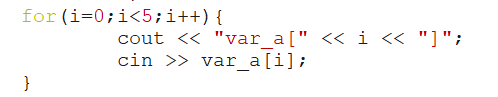 for(i=0;i<5;i++){
cout << "var_a[" << i << "]";
cin >> var_a[i];
}